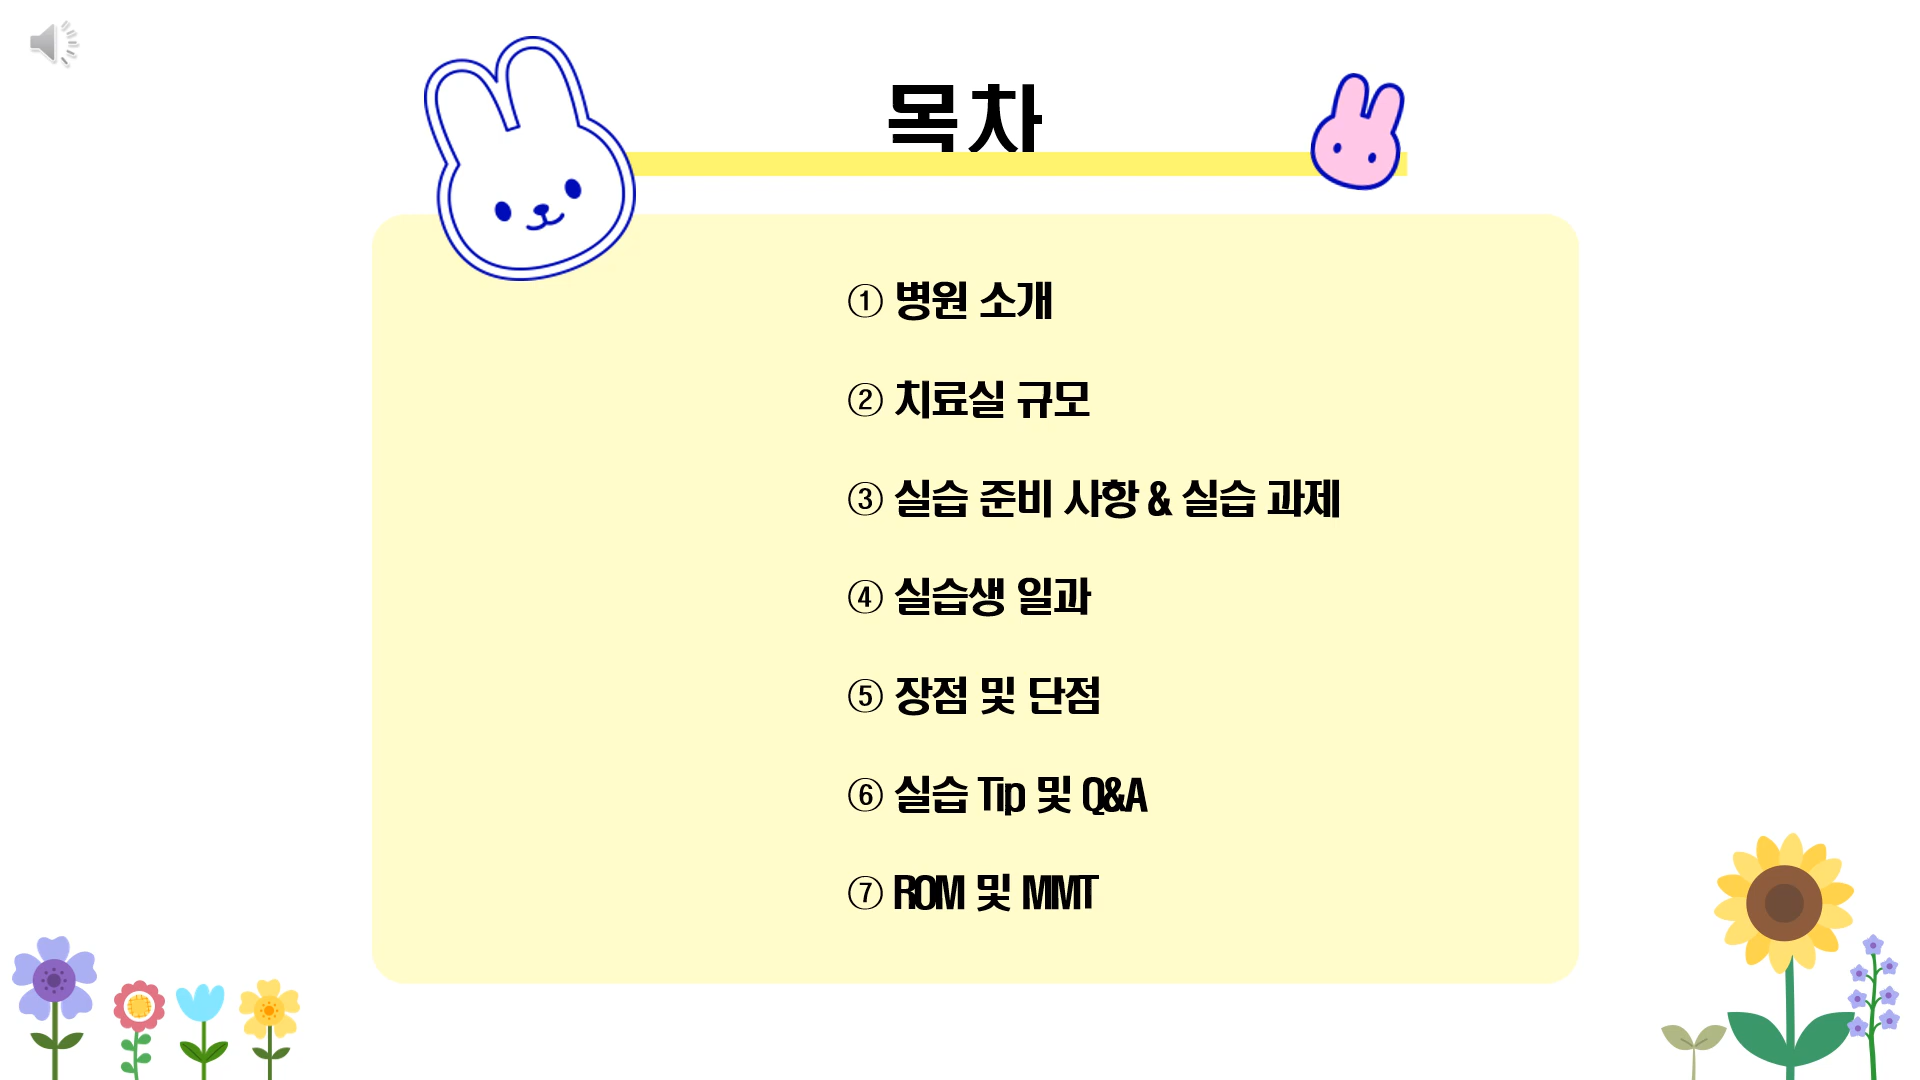 목차
① 병원 소개
② 치료실 규모
③ 실습 준비 사항 & 실습 과제
④ 실습생 일과
⑤ 장점 및 단점
⑥ 실습 Tip 및 Q&A
⑦ ROM 및 MMT